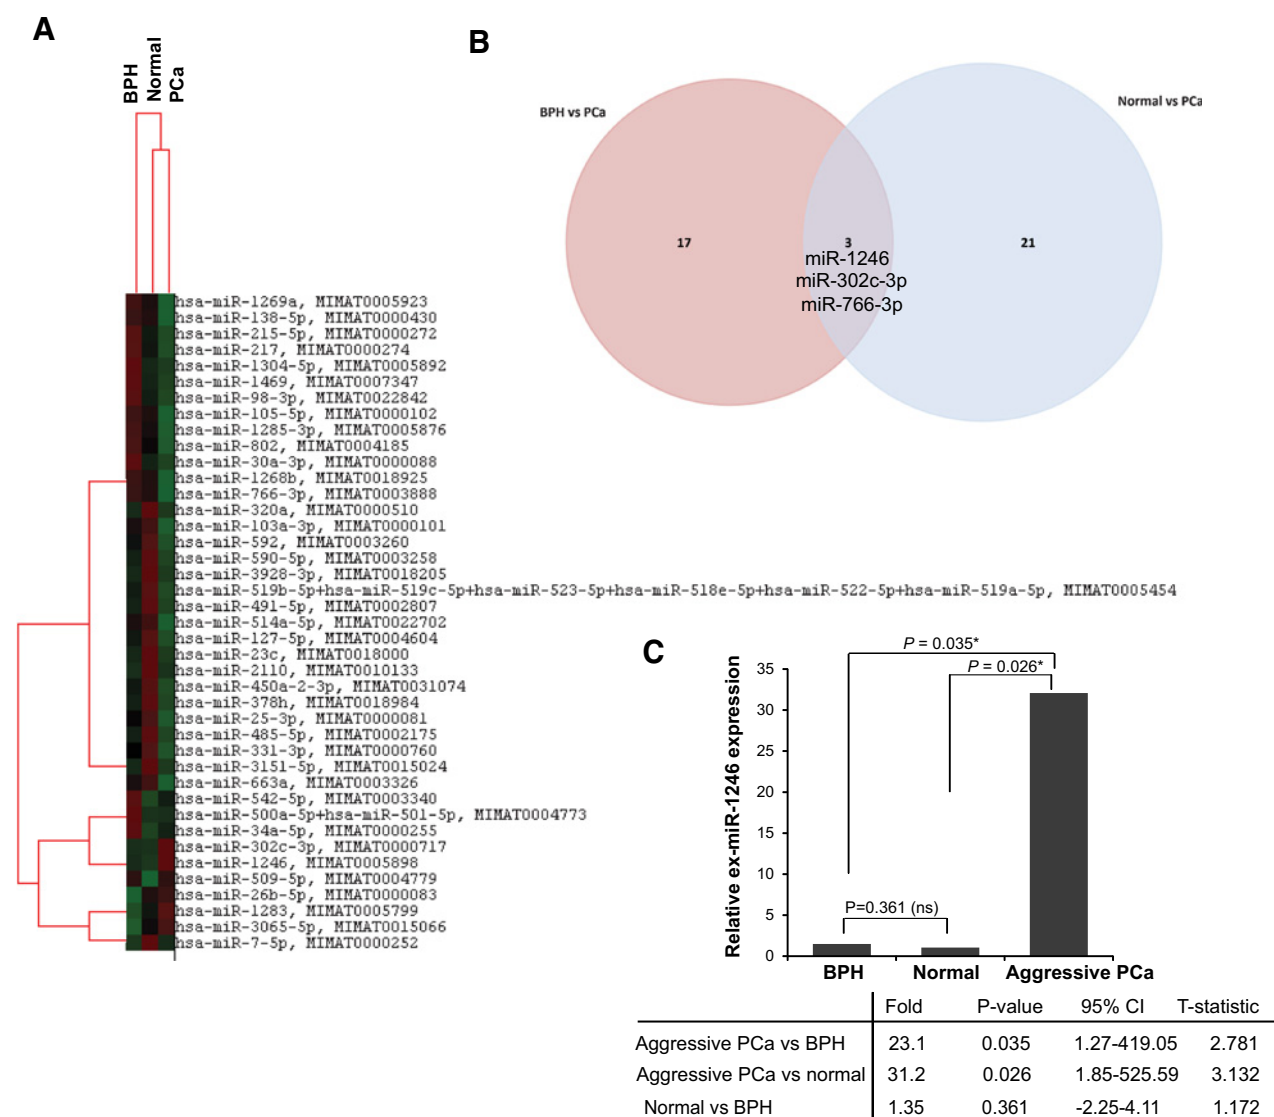 A
BPH
Normal
PCa
hsa-miR-1269a, MIMAT0005923
hsa-miR-138-5p, MIMAT0000430
hsa-miR-215-5p, MIMAT0000272
hsa-miR-217, MIMAT0000274
hsa-miR-1304-5p, MIMAT0005892
hsa-miR-1469, MIMAT0007347
hsa-miR-98-3p, MIMAT0022842
hsa-miR-105-5p, MIMAT0000102
hsa-miR-1285-3p, MIMAT0005876
hsa-miR-802, MIMAT0004185
hsa-miR-30a-3p, MIMAT0000088
hsa-miR-1268b, MIMAT0018925
hsa-miR-766-3p, MIMAT0003888
hsa-miR-320a, MIMAT0000510
hsa-miR-103a-3p, MIMAT0000101
hsa-miR-592, MIMAT0003260
hsa-miR-590-5p, MIMAT0003258
hsa-miR-3928-3p, MIMAT0018205
hsa-miR-519b-5p+hsa-miR-519c-5p+hsa-miR-523-5p+hsa-miR-518e-5p+hsa-miR-522-5p+hsa-miR-519a-5p, MIMAT0005454
hsa-miR-491-5p, MIMAT0002807
hsa-miR-514a-5p, MIMAT0022702
hsa-miR-127-5p, MIMAT0004604
hsa-miR-23c, MIMAT0018000
hsa-miR-2110, MIMAT0010133
hsa-miR-450a-2-3p, MIMAT0031074
hsa-miR-378h, MIMAT0018984
hsa-miR-25-3p, MIMAT0000081
hsa-miR-485-5p, MIMAT0002175
hsa-miR-331-3p, MIMAT0000760
hsa-miR-3151-5p, MIMAT0015024
hsa-miR-663a, MIMAT0003326
hsa-miR-542-5p, MIMAT0003340
hsa-miR-500a-5p+hsa-miR-501-5p, MIMAT0004773
hsa-miR-34a-5p, MIMAT0000255
hsa-miR-302c-3p, MIMAT0000717
hsa-miR-1246, MIMAT0005898
hsa-miR-509-5p, MIMAT0004779
hsa-miR-26b-5p, MIMAT0000083
hsa-miR-1283, MIMAT0005799
hsa-miR-3065-5p, MIMAT0015066
hsa-miR-7-5p, MIMAT0000252
B
BPH vs PCa
Normal vs PCa
17
3
21
miR-1246
miR-302c-3p
miR-766-3p
C
Relative ex-miR-1246 expression
35
30
25
20
15
10
5
0
P = 0.035*
P = 0.026*
P=0.361 (ns)
BPH Normal Aggressive PCa
Fold P-value 95% CI T-statistic
Aggressive PCa vs BPH 23.1 0.035 1.27-419.05 2.781
Aggressive PCa vs normal 31.2 0.026 1.85-525.59 3.132
Normal vs BPH 1.35 0.361 -2.25-4.11 1.172